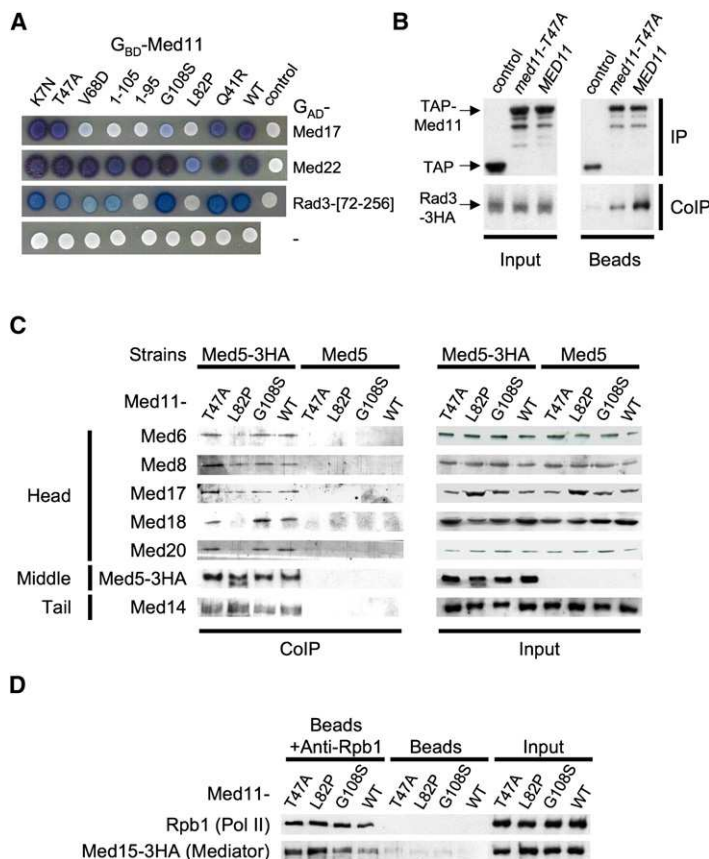 A
G_BD-Med11
K7N T47A V68D 1-105 1-95 G108S L82P Q41R WT control
G_AD-
Med17
Med22
Rad3-[72-256]
-
B
control med11-T47A MED11 control med11-T47A MED11
TAP-
Med11
TAP
IP
Rad3
-3HA
CoIP
Input Beads
C
Strains Med5-3HA Med5 Med5-3HA Med5
Med11- T47A L82P G108S WT T47A L82P G108S WT T47A L82P G108S WT T47A L82P G108S WT
Med6
Med8
Head Med17
Med18
Med20
Middle Med5-3HA
Tail Med14
CoIP Input
D
Beads
+Anti-Rpb1 Beads Input
Med11- T47A L82P G108S WT T47A L82P G108S WT T47A L82P G108S WT
Rpb1 (Pol II)
Med15-3HA (Mediator)